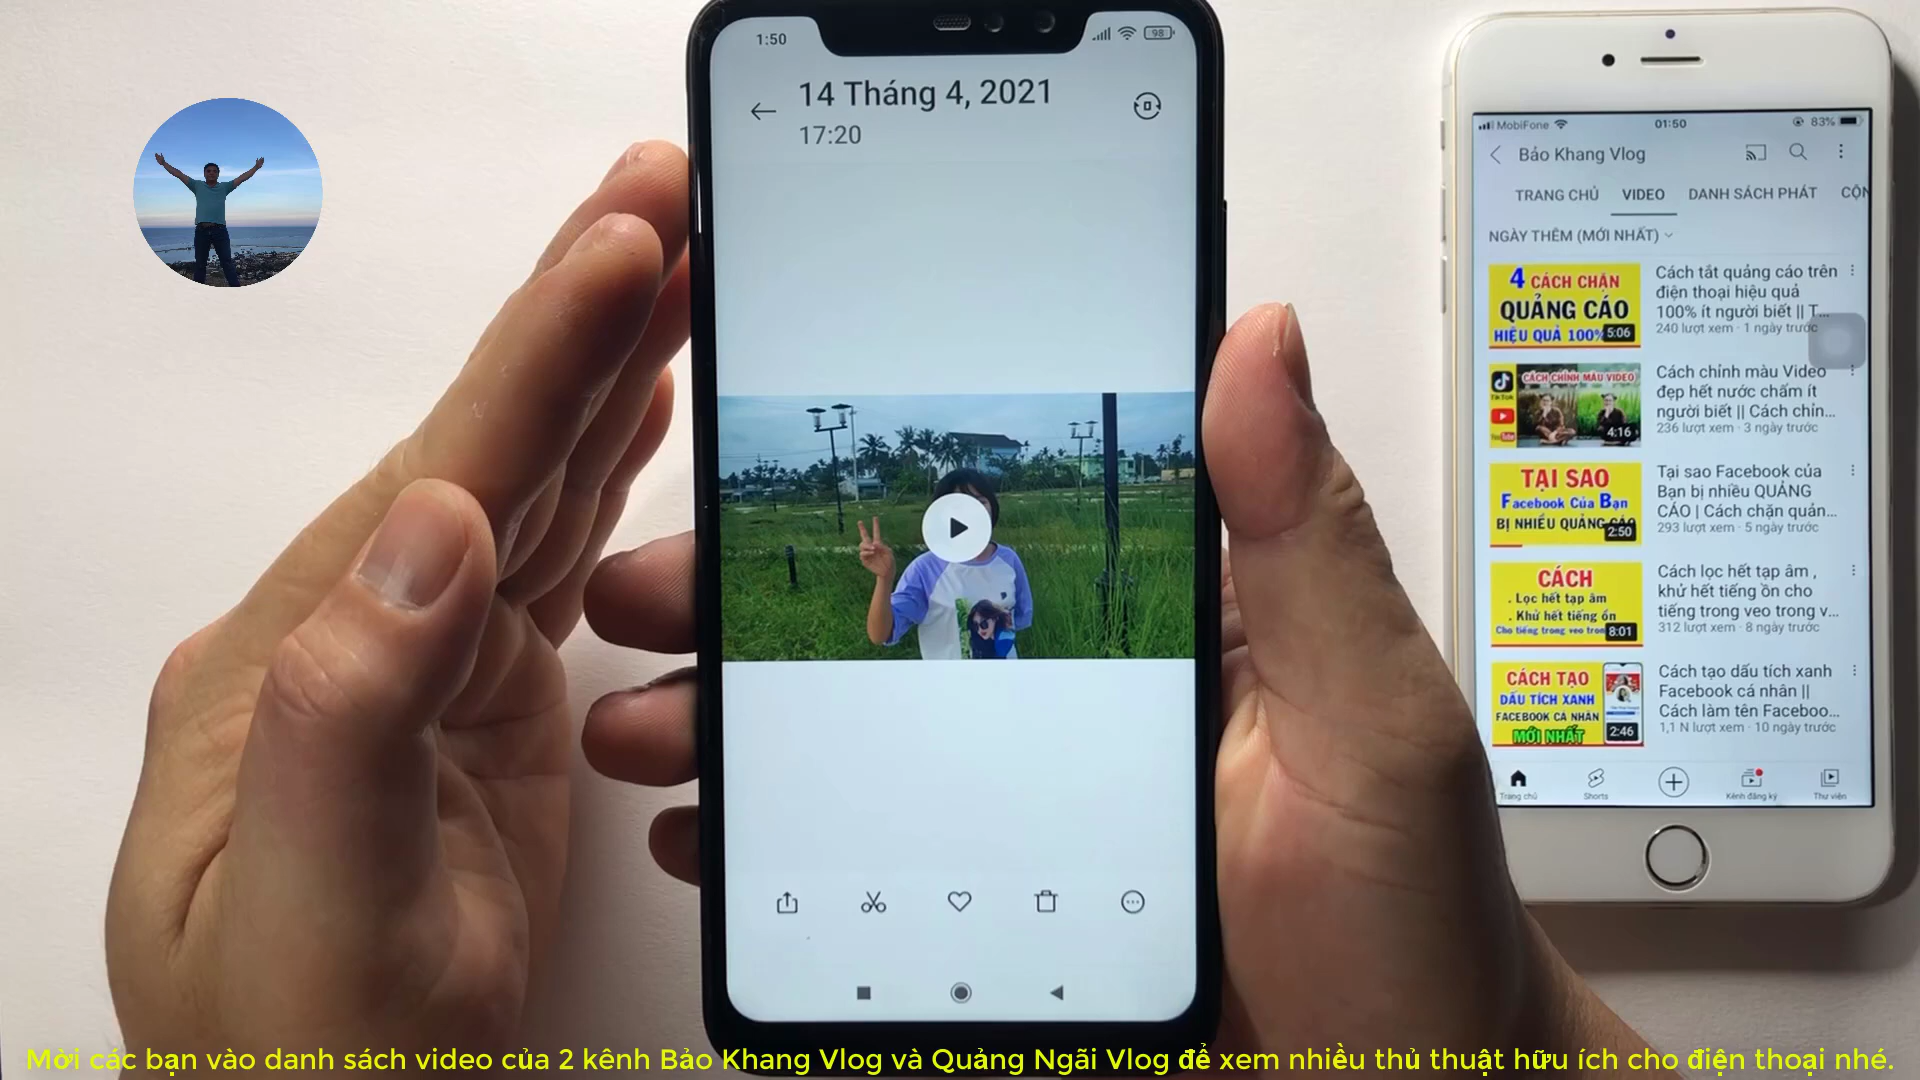 1:50
98
14 Tháng 4, 2021
17:20
MobiFone
01:50
83%
Bảo Khang Vlog
TRANG CHỦ VIDEO DANH SÁCH PHÁT CỘN
NGÀY THÊM (MỚI NHẤT)
4 CÁCH CHẶN
QUẢNG CÁO
HIỆU QUẢ 100%
5:06
Cách tắt quảng cáo trên
điện thoại hiệu quả
100% ít người biết || T...
240 lượt xem · 1 ngày trước
CÁCH CHỈNH MÀU VIDEO
TikTok
YouTube
4:16
Cách chỉnh màu Video
đẹp hết nước chấm ít
người biết || Cách chỉn...
236 lượt xem · 3 ngày trước
TẠI SAO
Facebook Của Bạn
BỊ NHIỀU QUẢNG CÁO
2:50
Tại sao Facebook của
Bạn bị nhiều QUẢNG
CÁO | Cách chặn quản...
293 lượt xem · 5 ngày trước
CÁCH
. Lọc hết tạp âm
. Khử hết tiếng ồn
Cho tiếng trong veo tron
8:01
Cách lọc hết tạp âm ,
khử hết tiếng ồn cho
tiếng trong veo trong v...
312 lượt xem · 8 ngày trước
CÁCH TẠO
DẤU TÍCH XANH
FACEBOOK CÁ NHÂN
MỚI NHẤT
2:46
Cách tạo dấu tích xanh
Facebook cá nhân ||
Cách làm tên Faceboo...
1,1 N lượt xem · 10 ngày trước
Trang chủ Shorts Kênh đăng ký Thư viện
Mời các bạn vào danh sách video của 2 kênh Bảo Khang Vlog và Quảng Ngãi Vlog để xem nhiều thủ thuật hữu ích cho điện thoại nhé.